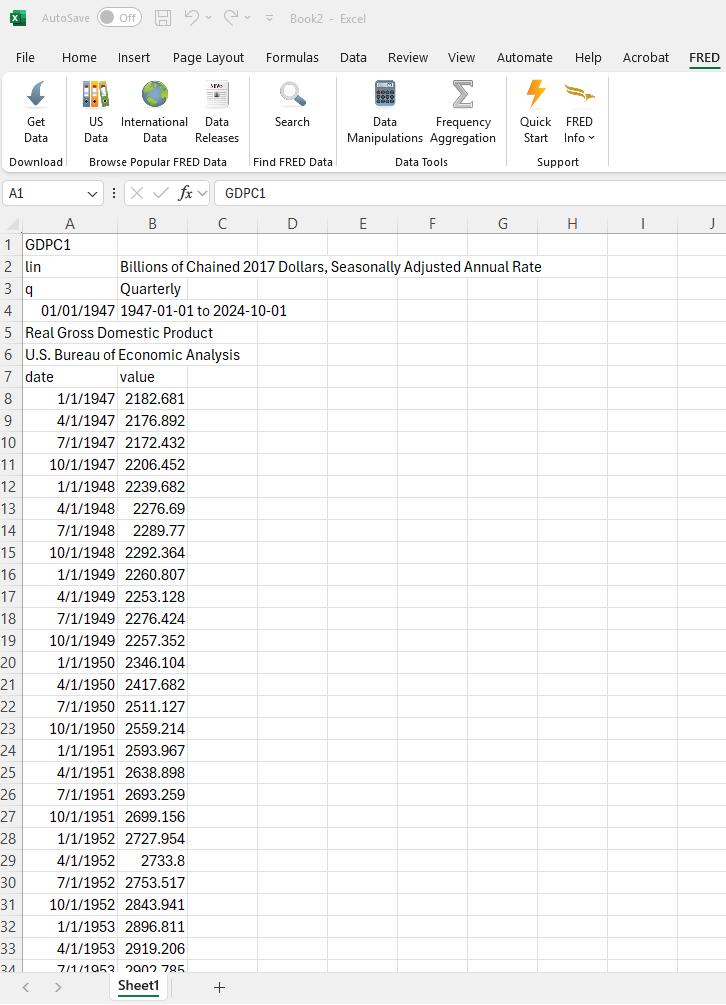 AutoSave Off Book2 - Excel
File Home Insert Page Layout Formulas Data Review View Automate Help Acrobat FRED
Get Data
US Data
International Data
Data Releases
Search
Data Manipulations
Frequency Aggregation
Quick Start
FRED Info
Download Browse Popular FRED Data Find FRED Data Data Tools Support
A1 fx GDPC1
A B C D E F G H I J
1 GDPC1
2 lin Billions of Chained 2017 Dollars, Seasonally Adjusted Annual Rate
3 q Quarterly
4 01/01/1947 1947-01-01 to 2024-10-01
5 Real Gross Domestic Product
6 U.S. Bureau of Economic Analysis
7 date value
8 1/1/1947 2182.681
9 4/1/1947 2176.892
10 7/1/1947 2172.432
11 10/1/1947 2206.452
12 1/1/1948 2239.682
13 4/1/1948 2276.69
14 7/1/1948 2289.77
15 10/1/1948 2292.364
16 1/1/1949 2260.807
17 4/1/1949 2253.128
18 7/1/1949 2276.424
19 10/1/1949 2257.352
20 1/1/1950 2346.104
21 4/1/1950 2417.682
22 7/1/1950 2511.127
23 10/1/1950 2559.214
24 1/1/1951 2593.967
25 4/1/1951 2638.898
26 7/1/1951 2693.259
27 10/1/1951 2699.156
28 1/1/1952 2727.954
29 4/1/1952 2733.8
30 7/1/1952 2753.517
31 10/1/1952 2843.941
32 1/1/1953 2896.811
33 4/1/1953 2919.206
34 7/1/1953 2902.785
Sheet1